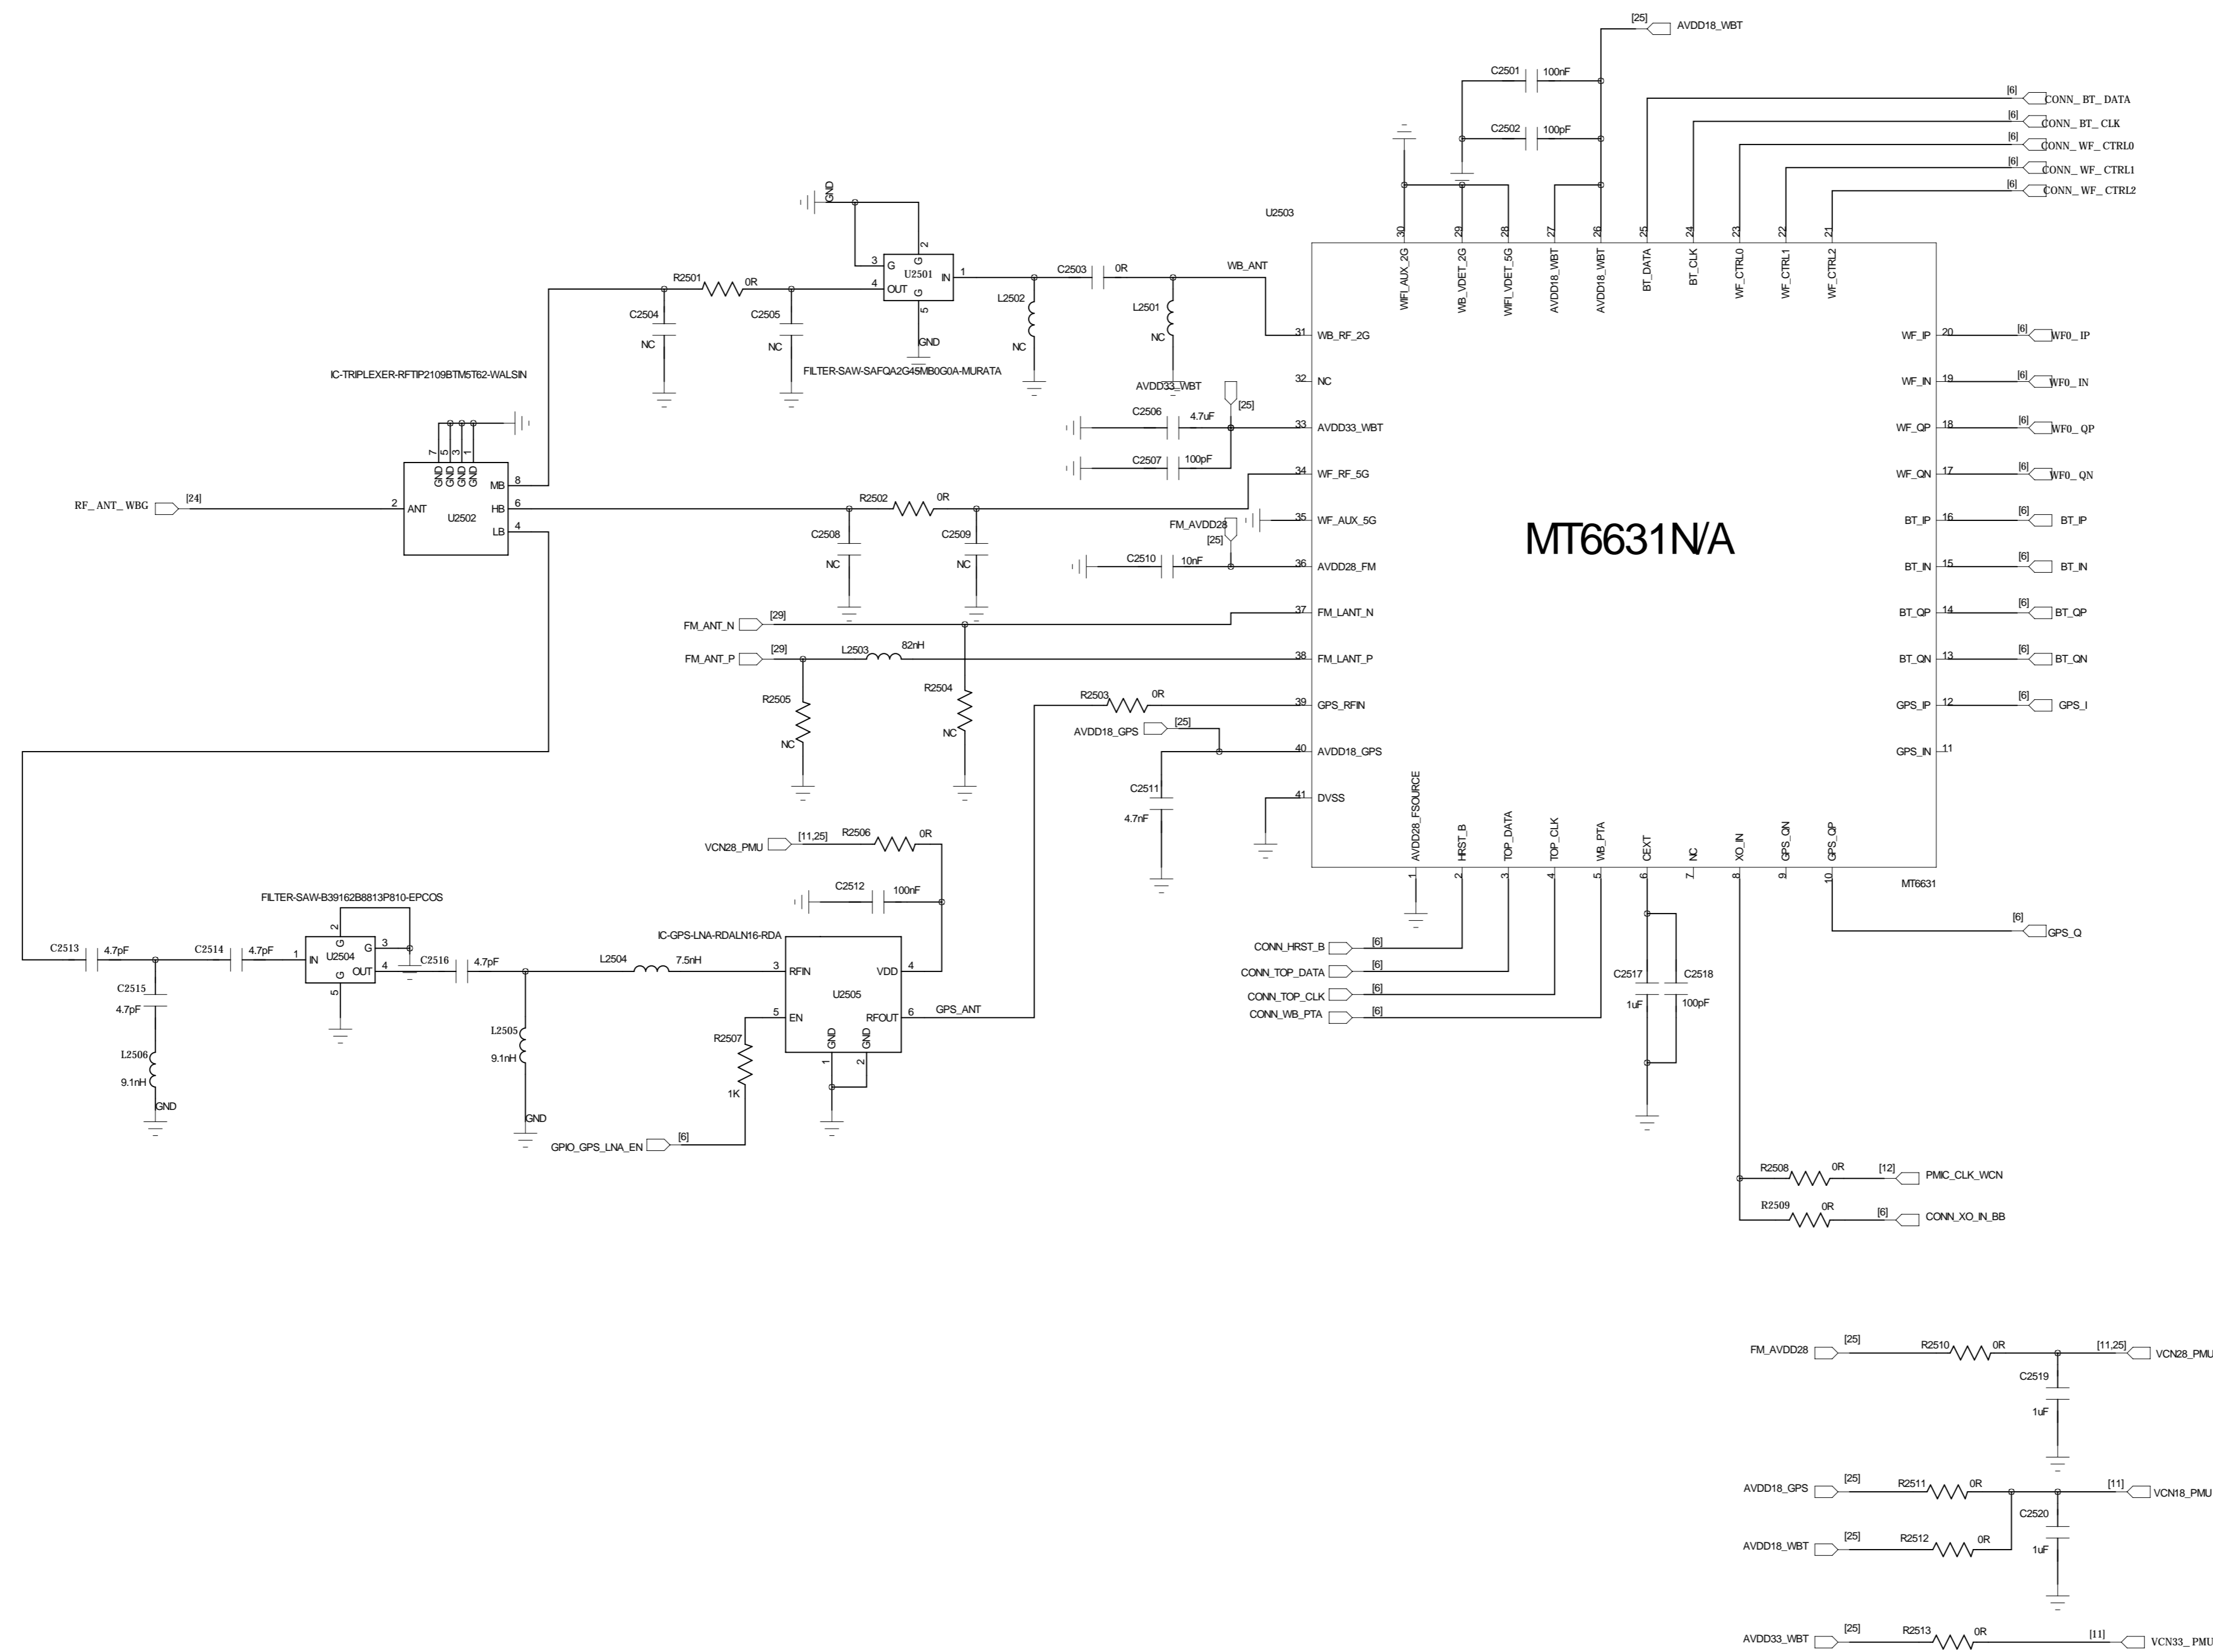 [25]
AVDD18_WBT
C2501
100nF
C2502
100pF
[6]
CONN_BT_DATA
[6]
CONN_BT_CLK
[6]
CONN_WF_CTRL0
[6]
CONN_WF_CTRL1
[6]
CONN_WF_CTRL2
U2503
30
29
28
27
26
25
24
23
22
21
WIFI_AUX_2G
WB_VDET_2G
WIFI_VDET_5G
AVDD18_WBT
AVDD18_WBT
BT_DATA
BT_CLK
WF_CTRL0
WF_CTRL1
WF_CTRL2
GND
2
3
G
G
U2501
IN
1
4
OUT
G
5
GND
FILTER-SAW-SAFQA2G45MB0G0A-MURATA
R2501
0R
C2504
NC
C2505
NC
L2502
NC
C2503
0R
L2501
NC
WB_ANT
31
WB_RF_2G
32
NC
AVDD33_WBT
[25]
C2506
4.7uF
33
AVDD33_WBT
C2507
100pF
34
WF_RF_5G
35
WF_AUX_5G
FM_AVDD28
[25]
C2510
10nF
36
AVDD28_FM
37
FM_LANT_N
38
FM_LANT_P
39
GPS_RFIN
40
AVDD18_GPS
41
DVSS
MT6631N/A
WF_IP
20
[6]
WF0_IP
WF_IN
19
[6]
WF0_IN
WF_QP
18
[6]
WF0_QP
WF_QN
17
[6]
WF0_QN
BT_IP
16
[6]
BT_IP
BT_IN
15
[6]
BT_IN
BT_QP
14
[6]
BT_QP
BT_QN
13
[6]
BT_QN
GPS_IP
12
[6]
GPS_I
GPS_IN
11
IC-TRIPLEXER-RFTIP2109BTM5T62-WALSIN
7
5
3
1
GND
GND
GND
GND
RF_ANT_WBG
[24]
2
ANT
U2502
MB
8
HB
6
LB
4
R2502
0R
C2508
NC
C2509
NC
FM_ANT_N
[29]
FM_ANT_P
[29]
L2503
82nH
R2505
NC
R2504
NC
R2503
0R
AVDD18_GPS
[25]
C2511
4.7nF
AVDD28_FSOURCE
HRST_B
TOP_DATA
TOP_CLK
WB_PTA
CEXT
NC
XO_IN
GPS_QN
GPS_QP
1
2
3
4
5
6
7
8
9
10
MT6631
[6]
GPS_Q
VCN28_PMU
[11,25]
R2506
0R
C2512
100nF
IC-GPS-LNA-RDALN16-RDA
3
RFIN
VDD
4
U2505
5
EN
RFOUT
6
GPS_ANT
GND
GND
1
2
R2507
1K
GPIO_GPS_LNA_EN
[6]
FILTER-SAW-B39162B8813P810-EPCOS
C2513
4.7pF
C2514
4.7pF
C2515
4.7pF
L2506
9.1nH
GND
2
G
G
3
1
IN
U2504
G
OUT
4
5
C2516
4.7pF
L2504
7.5nH
L2505
9.1nH
GND
CONN_HRST_B
[6]
CONN_TOP_DATA
[6]
CONN_TOP_CLK
[6]
CONN_WB_PTA
[6]
C2517
1uF
C2518
100pF
R2508
0R
[12]
PMIC_CLK_WCN
R2509
0R
[6]
CONN_XO_IN_BB
FM_AVDD28
[25]
R2510
0R
[11,25]
VCN28_PMU
C2519
1uF
AVDD18_GPS
[25]
R2511
0R
[11]
VCN18_PMU
C2520
1uF
AVDD18_WBT
[25]
R2512
0R
AVDD33_WBT
[25]
R2513
0R
[11]
VCN33_PMU